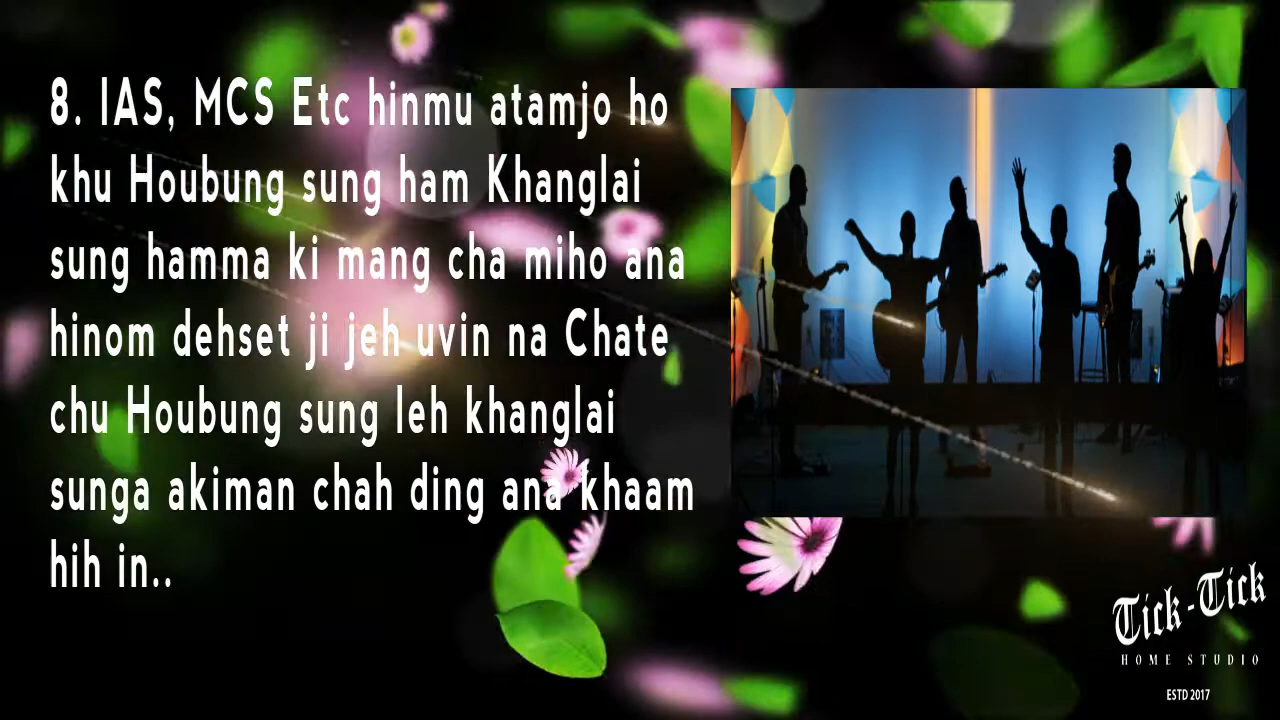 8. IAS, MCS Etc hinmu atamjo ho
khu Houbung sung ham Khanglai
sung hamma ki mang cha miho ana
hinom dehset ji jeh uvin na Chate
chu Houbung sung leh khanglai
sunga akiman chah ding ana khaam
hih in..
Tick-Tick
HOME STUDIO
ESTD 2017